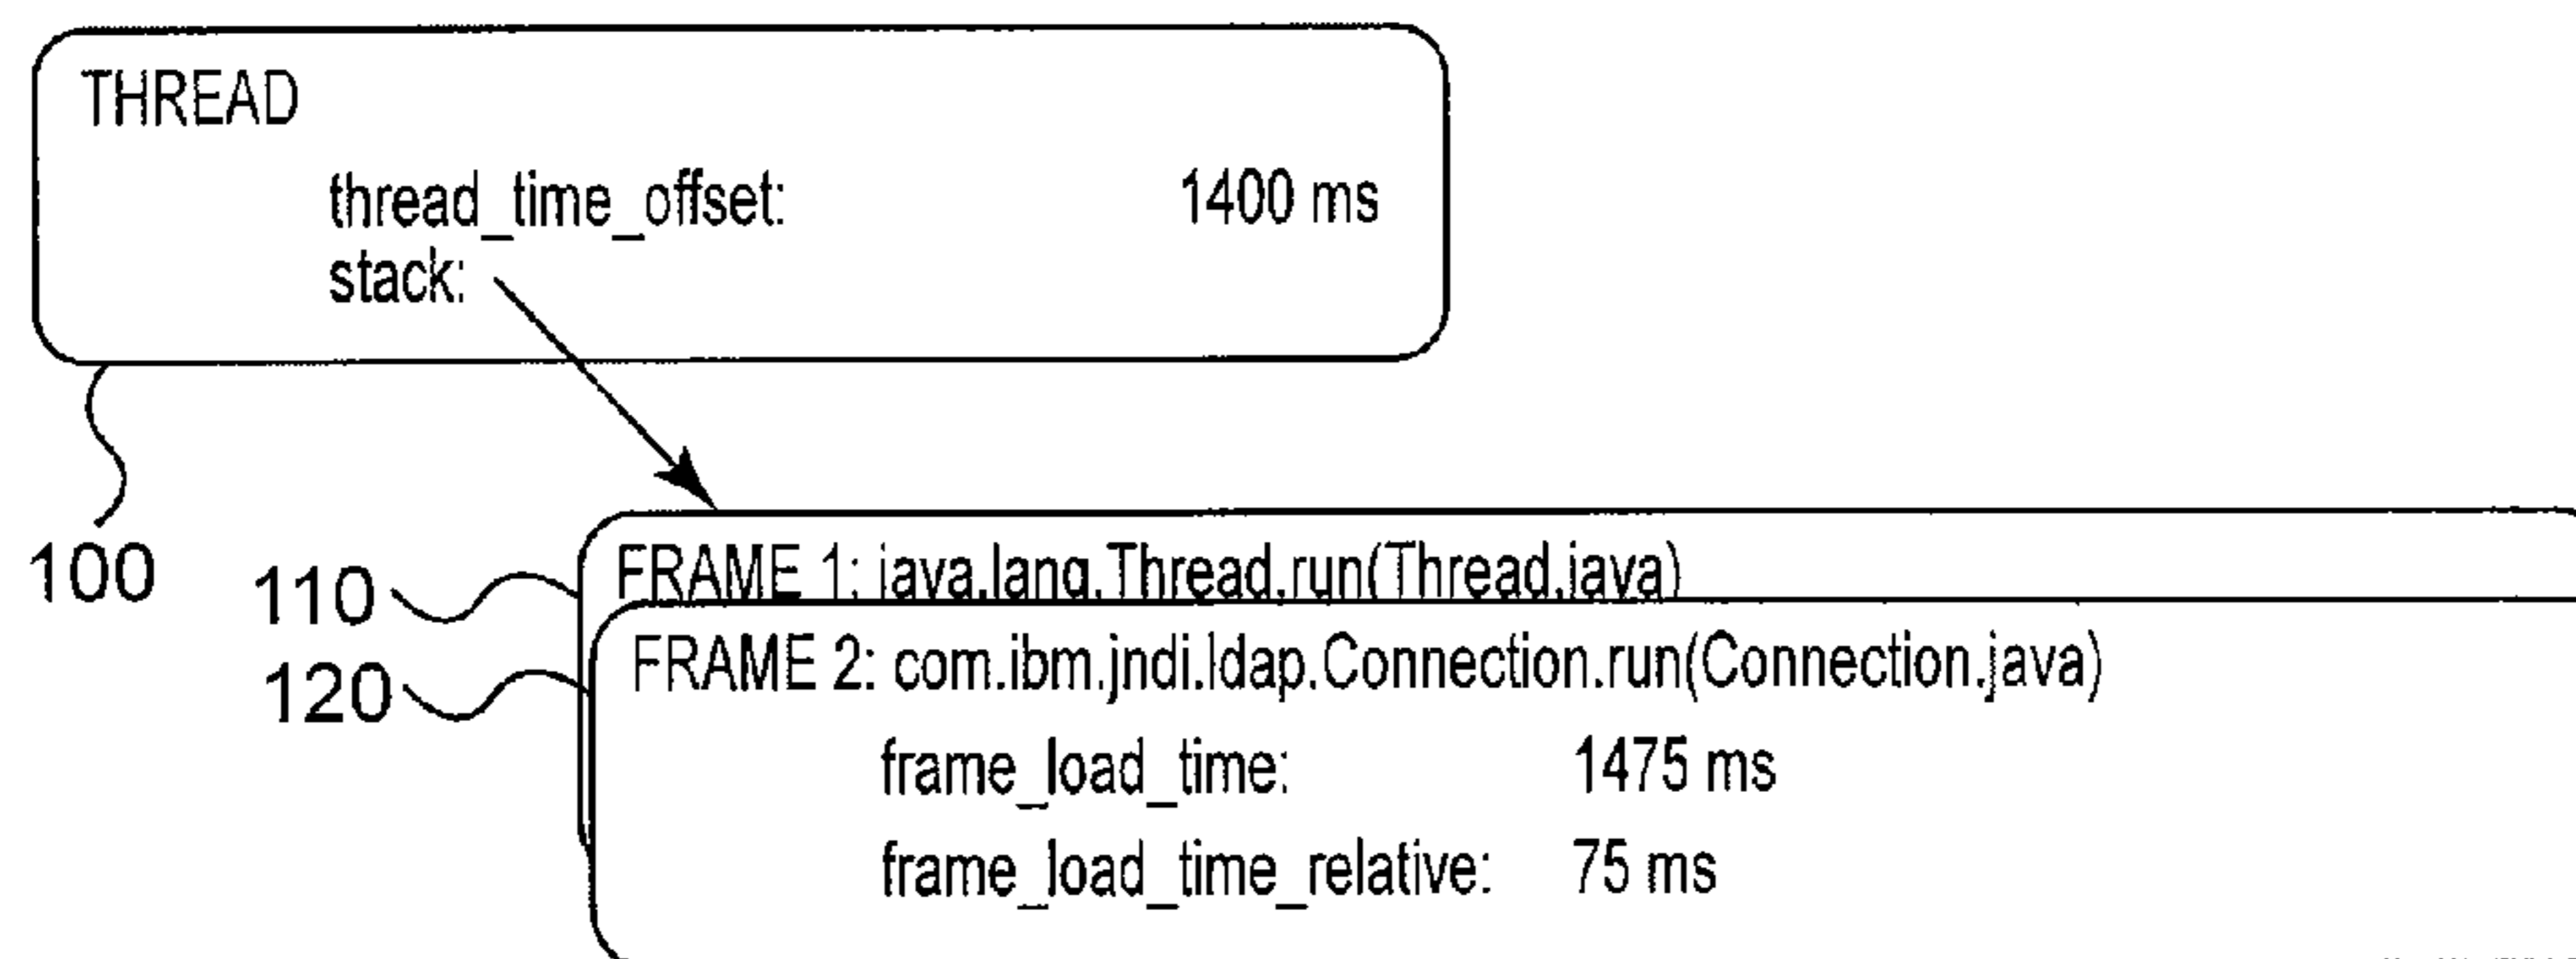 THREAD
thread_time_offset: 1400 ms
stack:
100
110
FRAME 1: java.lang.Thread.run(Thread.java)
120
FRAME 2: com.ibm.jndi.ldap.Connection.run(Connection.java)
frame_load_time: 1475 ms
frame_load_time_relative: 75 ms